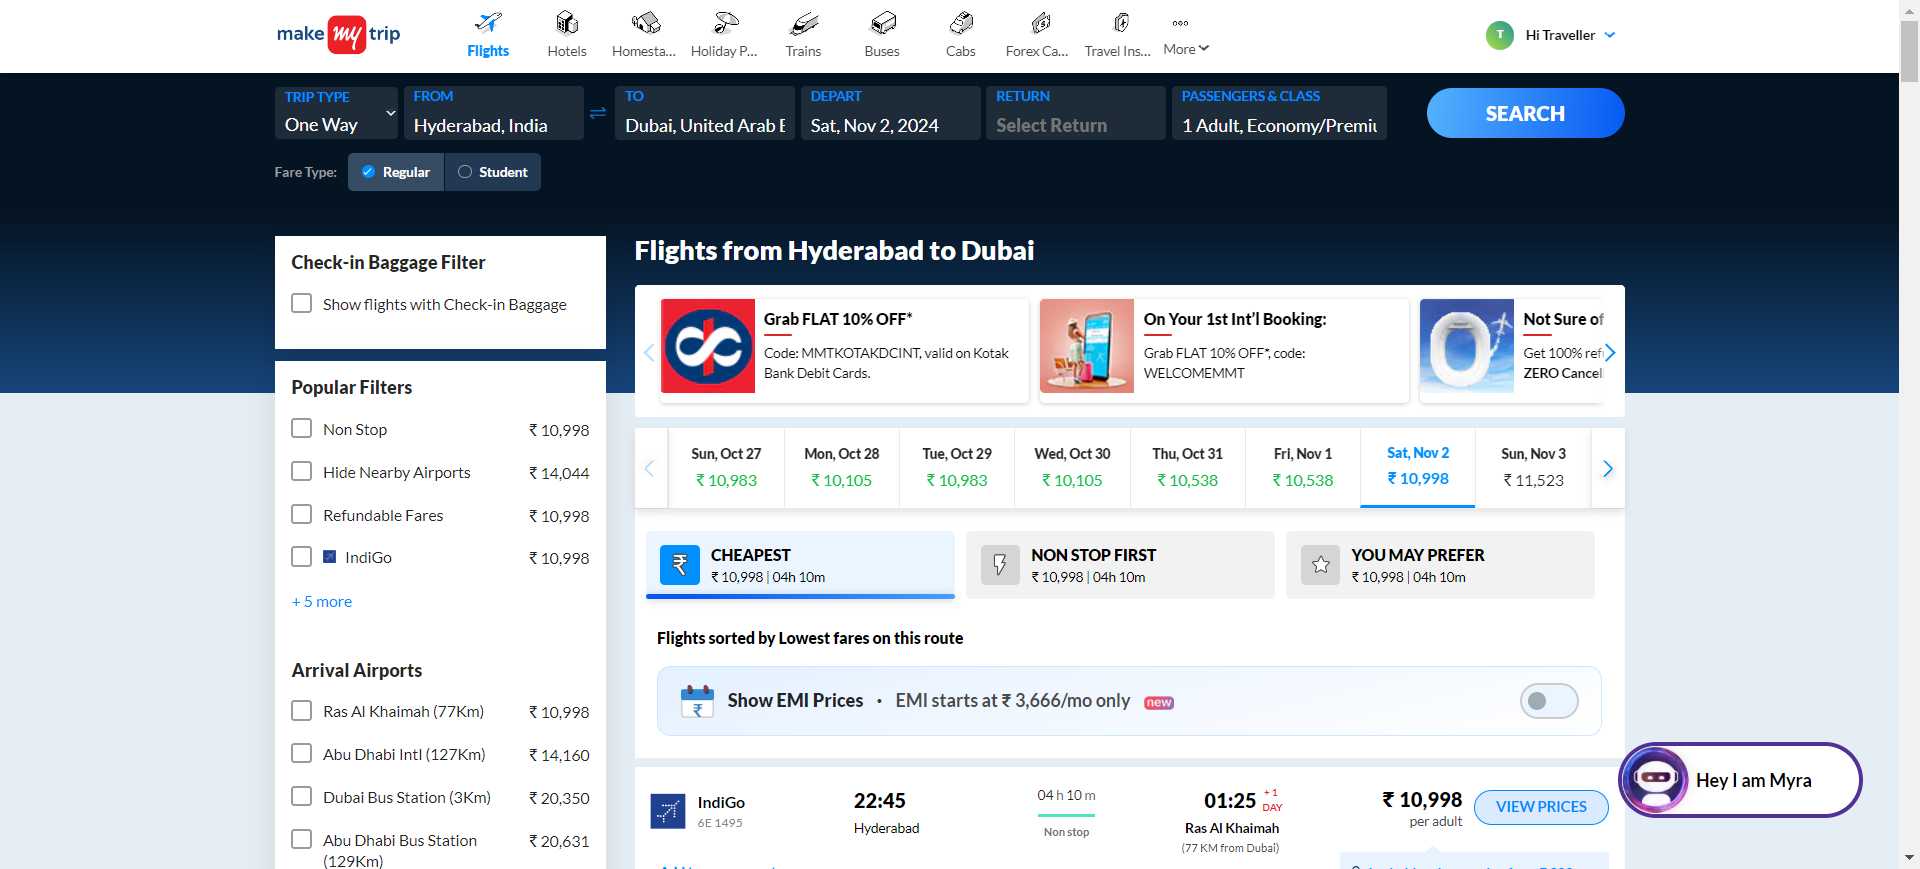 make my trip
Flights
Hotels
Homesta...
Holiday P...
Trains
Buses
Cabs
Forex Ca...
Travel Ins...
More
T
Hi Traveller
TRIP TYPE
One Way
FROM
Hyderabad, India
TO
Dubai, United Arab E
DEPART
Sat, Nov 2, 2024
RETURN
Select Return
PASSENGERS & CLASS
1 Adult, Economy/Premiu
SEARCH
Fare Type:
Regular
Student
Check-in Baggage Filter
Show flights with Check-in Baggage
Popular Filters
Non Stop ₹ 10,998
Hide Nearby Airports ₹ 14,044
Refundable Fares ₹ 10,998
IndiGo ₹ 10,998
+ 5 more
Arrival Airports
Ras Al Khaimah (77Km) ₹ 10,998
Abu Dhabi Intl (127Km) ₹ 14,160
Dubai Bus Station (3Km) ₹ 20,350
Abu Dhabi Bus Station ₹ 20,631
(129Km)
Flights from Hyderabad to Dubai
Grab FLAT 10% OFF*
Code: MMTKOTAKDCINT, valid on Kotak
Bank Debit Cards.
On Your 1st Int'l Booking:
Grab FLAT 10% OFF*, code:
WELCOMEMMT
Not Sure of
Get 100% ref
ZERO Cancel
Sun, Oct 27
₹ 10,983
Mon, Oct 28
₹ 10,105
Tue, Oct 29
₹ 10,983
Wed, Oct 30
₹ 10,105
Thu, Oct 31
₹ 10,538
Fri, Nov 1
₹ 10,538
Sat, Nov 2
₹ 10,998
Sun, Nov 3
₹ 11,523
CHEAPEST
₹ 10,998 | 04h 10m
NON STOP FIRST
₹ 10,998 | 04h 10m
YOU MAY PREFER
₹ 10,998 | 04h 10m
Flights sorted by Lowest fares on this route
Show EMI Prices · EMI starts at ₹ 3,666/mo only new
IndiGo
6E 1495
22:45
Hyderabad
04 h 10 m
Non stop
01:25 + 1
DAY
Ras Al Khaimah
(77 KM from Dubai)
₹ 10,998
per adult
VIEW PRICES
Hey I am Myra